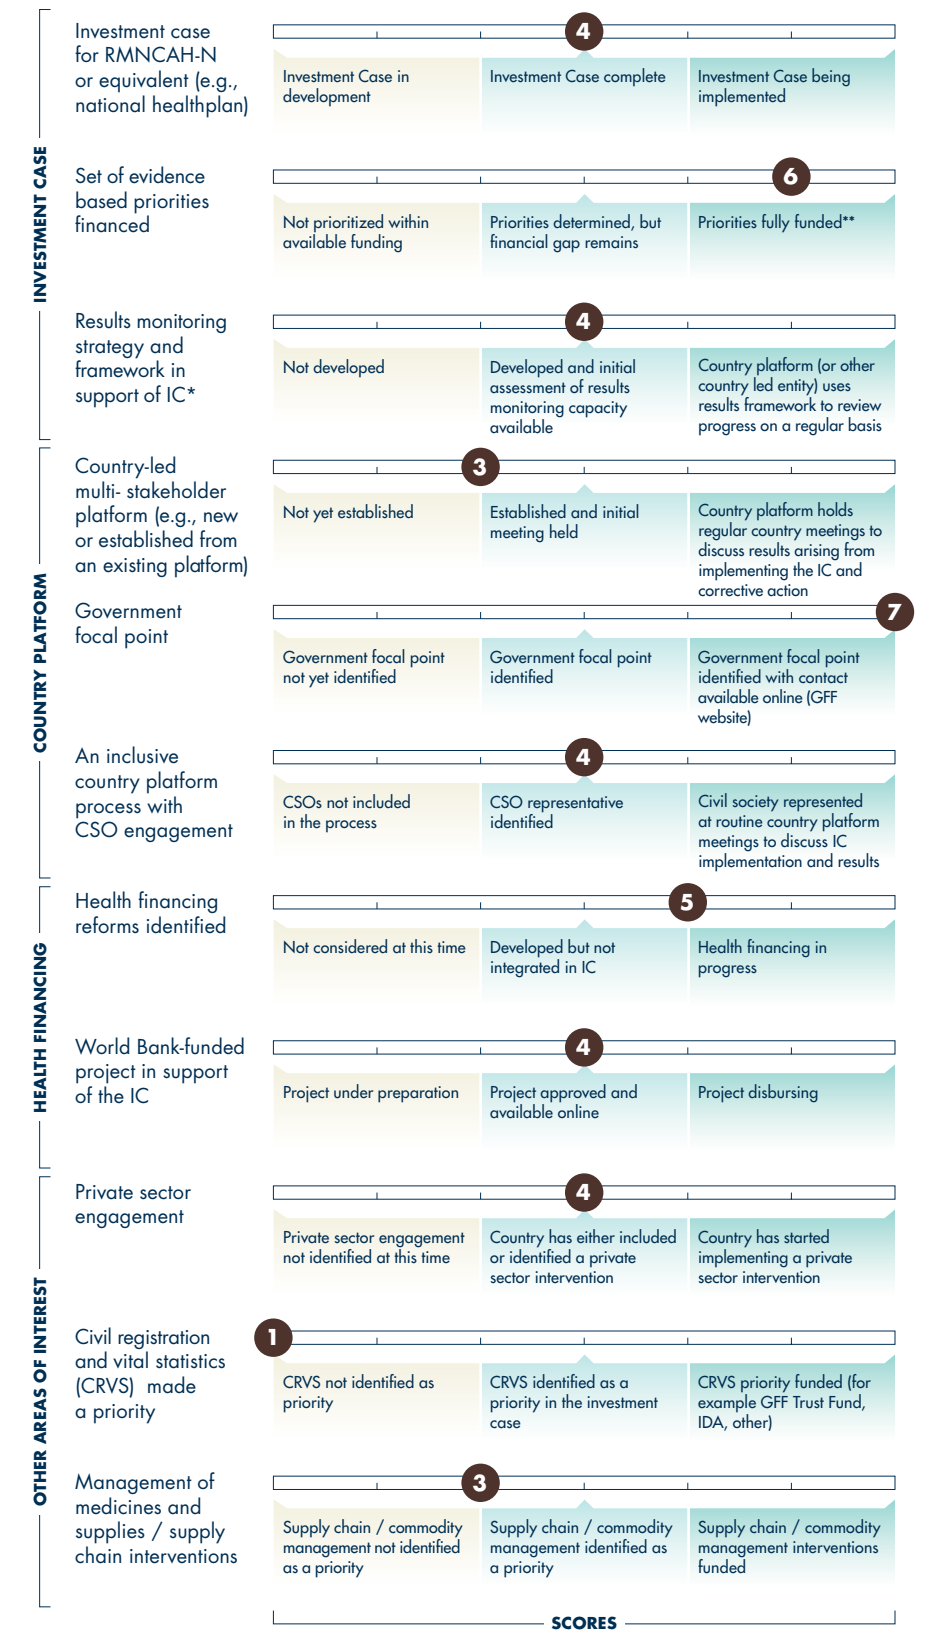 INVESTMENT CASE
Investment case
for RMNCAH-N
or equivalent (e.g.,
national healthplan)
4
Investment Case in
development
Investment Case complete
Investment Case being
implemented
Set of evidence
based priorities
financed
6
Not prioritized within
available funding
Priorities determined, but
financial gap remains
Priorities fully funded**
Results monitoring
strategy and
framework in
support of IC*
4
Not developed
Developed and initial
assessment of results
monitoring capacity
available
Country platform (or other
country led entity) uses
results framework to review
progress on a regular basis
COUNTRY PLATFORM
Country-led
multi- stakeholder
platform (e.g., new
or established from
an existing platform)
3
Not yet established
Established and initial
meeting held
Country platform holds
regular country meetings to
discuss results arising from
implementing the IC and
corrective action
Government
focal point
7
Government focal point
not yet identified
Government focal point
identified
Government focal point
identified with contact
available online (GFF
website)
An inclusive
country platform
process with
CSO engagement
4
CSOs not included
in the process
CSO representative
identified
Civil society represented
at routine country platform
meetings to discuss IC
implementation and results
HEALTH FINANCING
Health financing
reforms identified
5
Not considered at this time
Developed but not
integrated in IC
Health financing in
progress
World Bank-funded
project in support
of the IC
4
Project under preparation
Project approved and
available online
Project disbursing
OTHER AREAS OF INTEREST
Private sector
engagement
4
Private sector engagement
not identified at this time
Country has either included
or identified a private
sector intervention
Country has started
implementing a private
sector intervention
Civil registration
and vital statistics
(CRVS) made
a priority
1
CRVS not identified as
priority
CRVS identified as a
priority in the investment
case
CRVS priority funded (for
example GFF Trust Fund,
IDA, other)
Management of
medicines and
supplies / supply
chain interventions
3
Supply chain / commodity
management not identified
as a priority
Supply chain / commodity
management identified as
a priority
Supply chain / commodity
management interventions
funded
SCORES